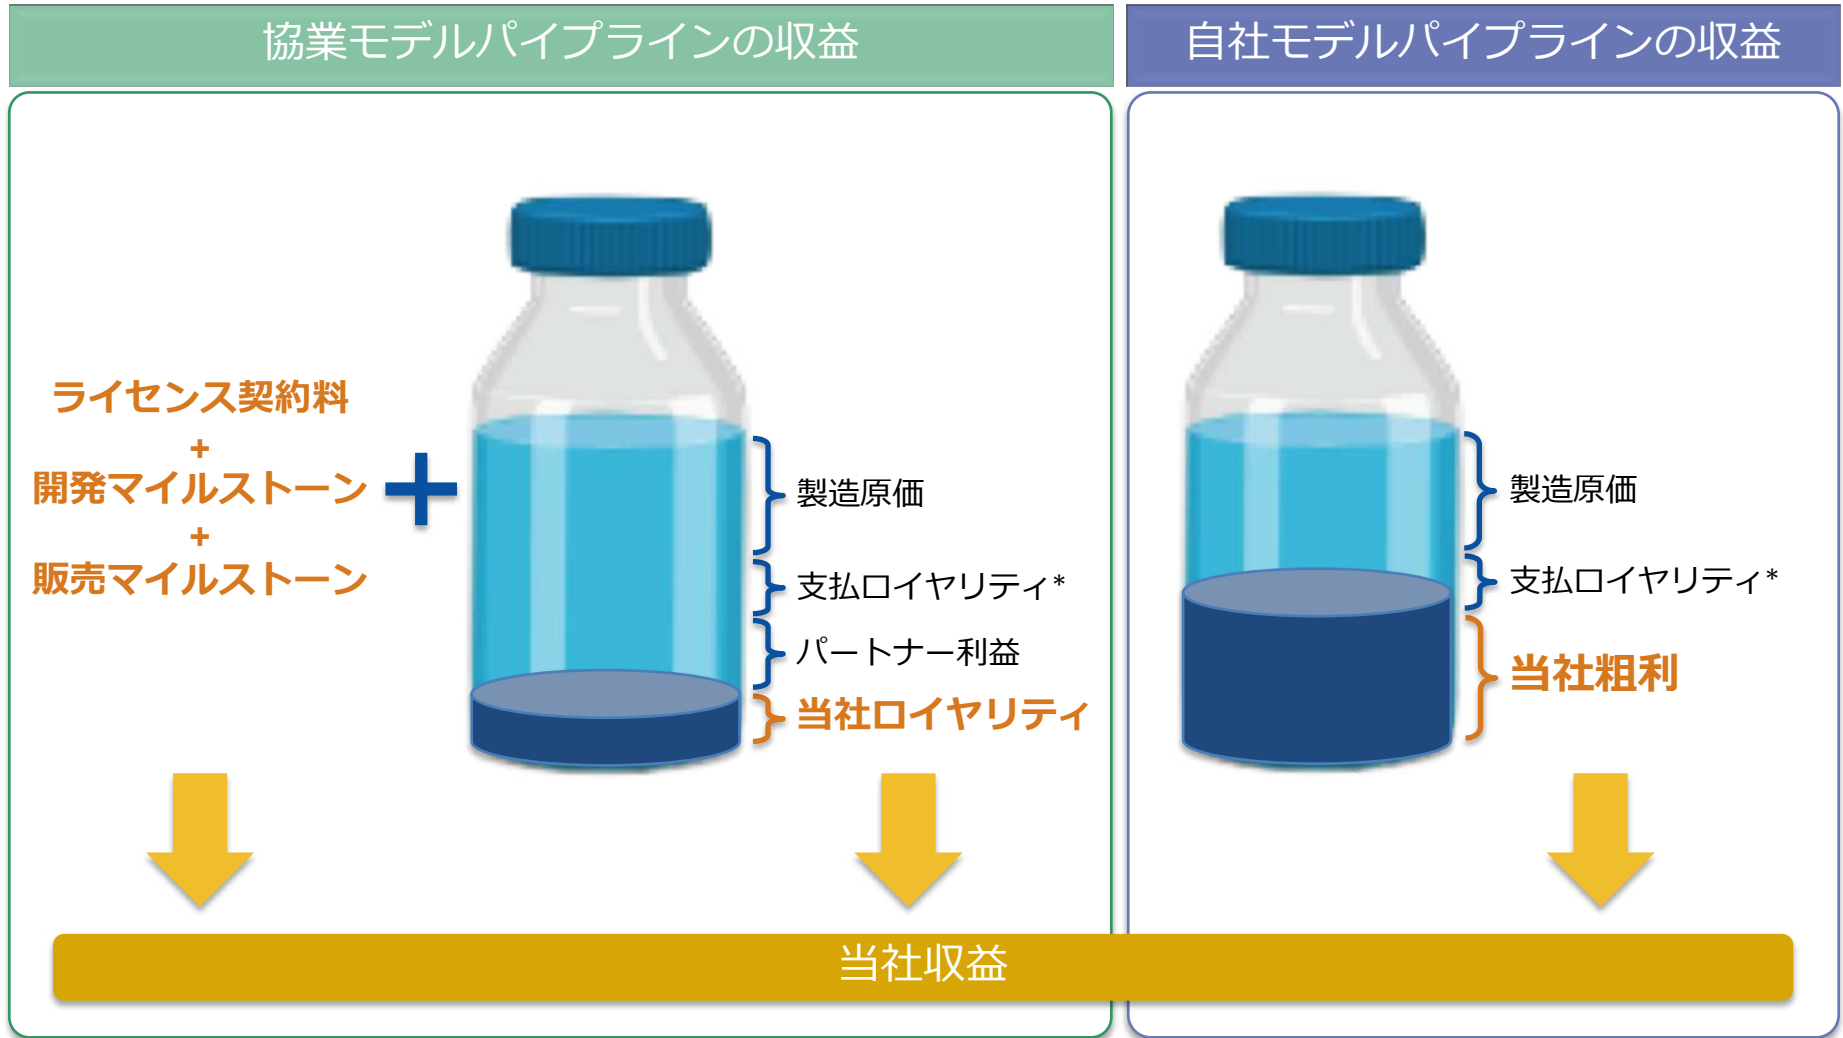 協業モデルパイプラインの収益
ライセンス契約料
+
開発マイルストーン
+
販売マイルストーン
+
製造原価
支払ロイヤリティ*
パートナー利益
当社ロイヤリティ
自社モデルパイプラインの収益
製造原価
支払ロイヤリティ*
当社粗利
当社収益